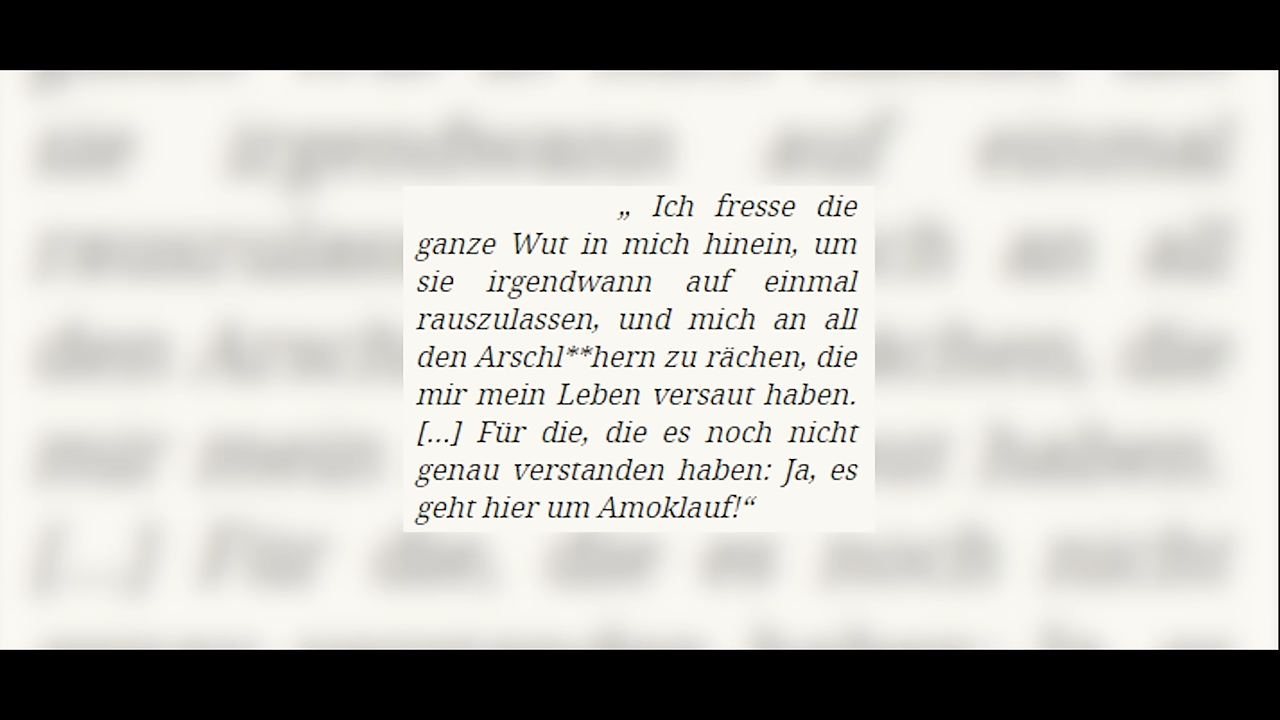 „ Ich fresse die
ganze Wut in mich hinein, um
sie irgendwann auf einmal
rauszulassen, und mich an all
den Arschl**hern zu rächen, die
mir mein Leben versaut haben.
[...] Für die, die es noch nicht
genau verstanden haben: Ja, es
geht hier um Amoklauf!“